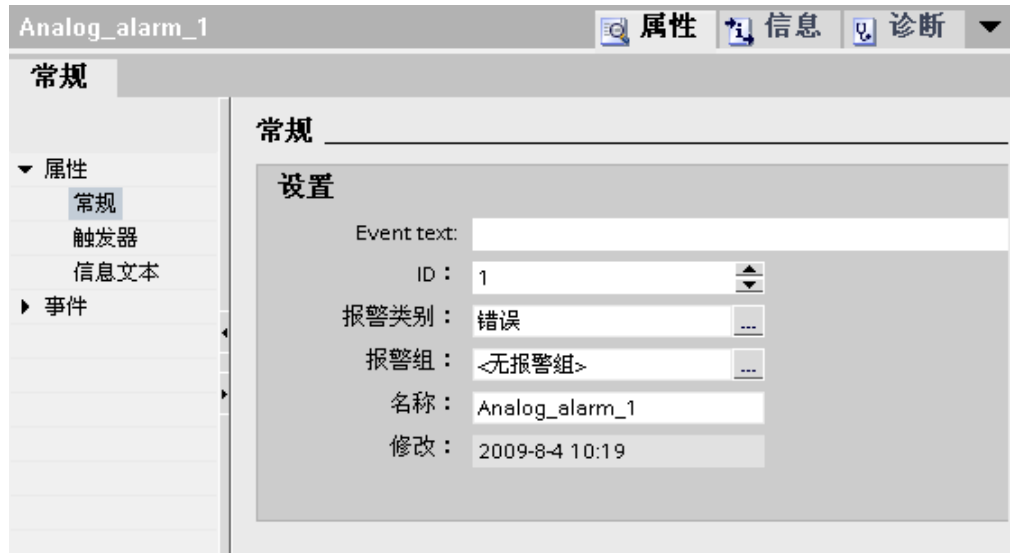 Analog_alarm_1 属性 信息 诊断
常规
常规
属性
常规
触发器
信息文本
事件
设置
Event text:
ID： 1
报警类别： 错误 ...
报警组： <无报警组> ...
名称： Analog_alarm_1
修改： 2009-8-4 10:19